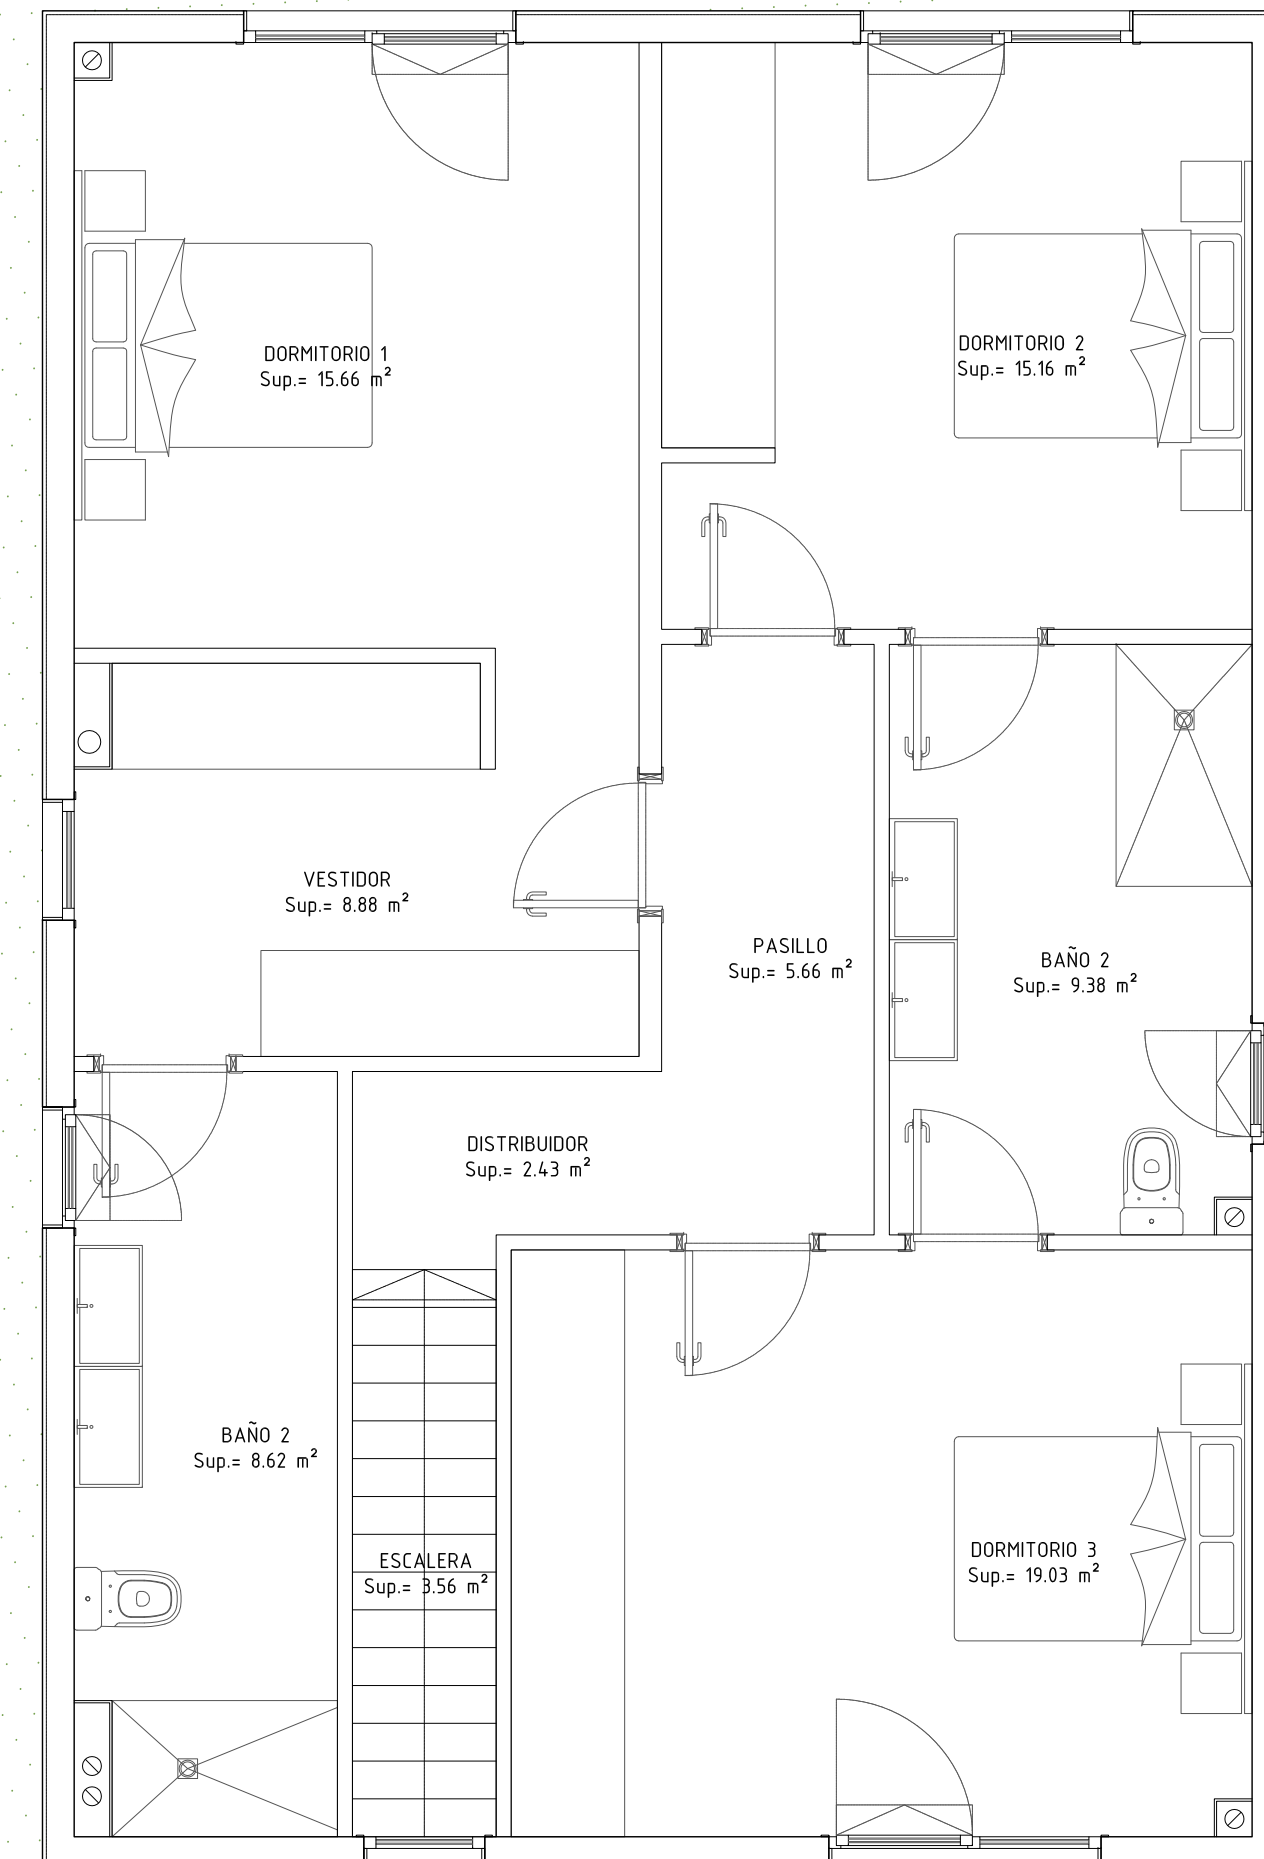 DORMITORIO 1
Sup.= 15.66 m²
DORMITORIO 2
Sup.= 15.16 m²
VESTIDOR
Sup.= 8.88 m²
PASILLO
Sup.= 5.66 m²
BAÑO 2
Sup.= 9.38 m²
DISTRIBUIDOR
Sup.= 2.43 m²
BAÑO 2
Sup.= 8.62 m²
ESCALERA
Sup.= 3.56 m²
DORMITORIO 3
Sup.= 19.03 m²